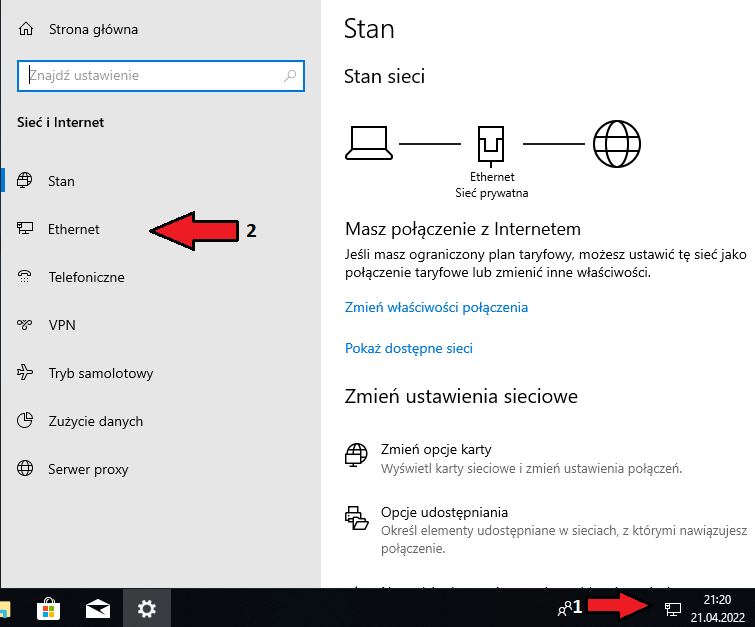 Strona główna
Znajdź ustawienie
Sieć i Internet
Stan
Ethernet
2
Telefoniczne
VPN
Tryb samolotowy
Zużycie danych
Serwer proxy
Stan
Stan sieci
Ethernet
Sieć prywatna
Masz połączenie z Internetem
Jeśli masz ograniczony plan taryfowy, możesz ustawić tę sieć jako
połączenie taryfowe lub zmienić inne właściwości.
Zmień właściwości połączenia
Pokaż dostępne sieci
Zmień ustawienia sieciowe
Zmień opcje karty
Wyświetl karty sieciowe i zmień ustawienia połączeń.
Opcje udostępniania
Określ elementy udostępniane w sieciach, z którymi nawiązujesz
połączenie.
1
21:20
21.04.2022